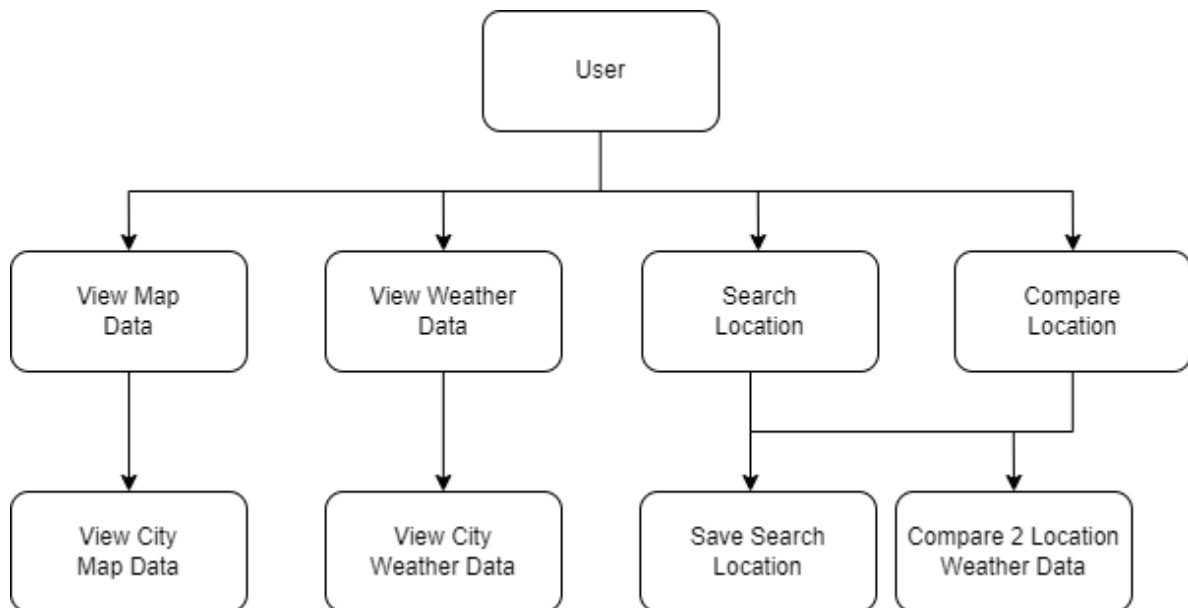 User
View Map
Data
View Weather
Data
Search
Location
Compare
Location
View City
Map Data
View City
Weather Data
Save Search
Location
Compare 2 Location
Weather Data